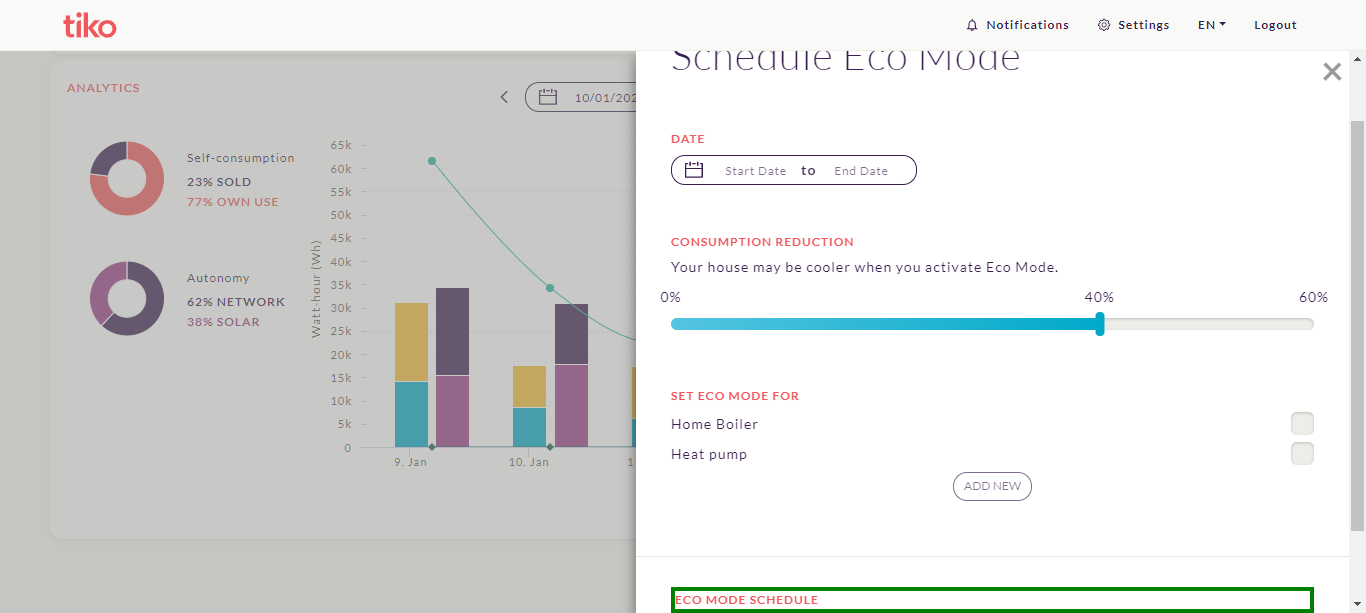 tiko
Notifications
Settings
EN
Logout
ANALYTICS
10/01/202
Self-consumption
23% SOLD
77% OWN USE
Autonomy
62% NETWORK
38% SOLAR
Watt-hour (Wh)
65k
60k
55k
50k
45k
40k
35k
30k
25k
20k
15k
10k
5k
0
9. Jan
10. Jan
1
Schedule Eco Mode
DATE
Start Date to End Date
CONSUMPTION REDUCTION
Your house may be cooler when you activate Eco Mode.
0% 40% 60%
SET ECO MODE FOR
Home Boiler
Heat pump
ADD NEW
ECO MODE SCHEDULE